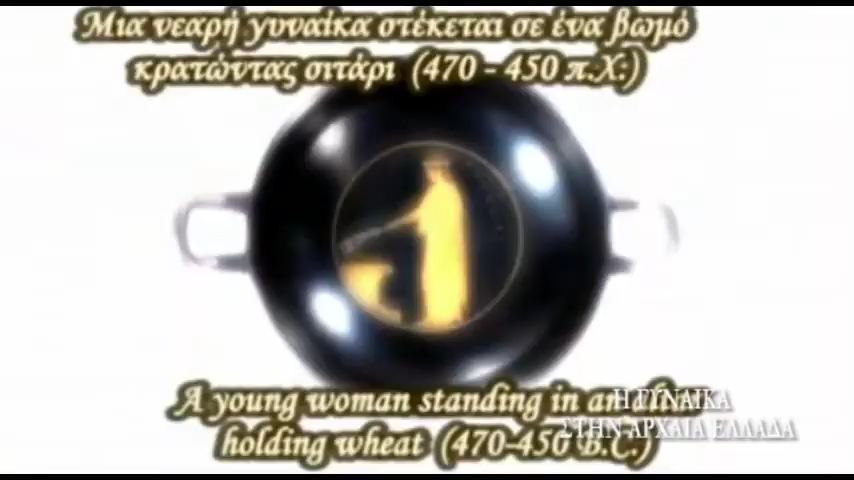 Μια νεαρή γυναίκα στέκεται σε ένα βωμό
κρατώντας σιτάρι (470 - 450 π.Χ.)
A young woman standing in an altar
Η ΓΥΝΑΙΚΑ
ΣΤΗΝ ΑΡΧΑΙΑ ΕΛΛΑΔΑ
holding wheat (470-450 B.C.)